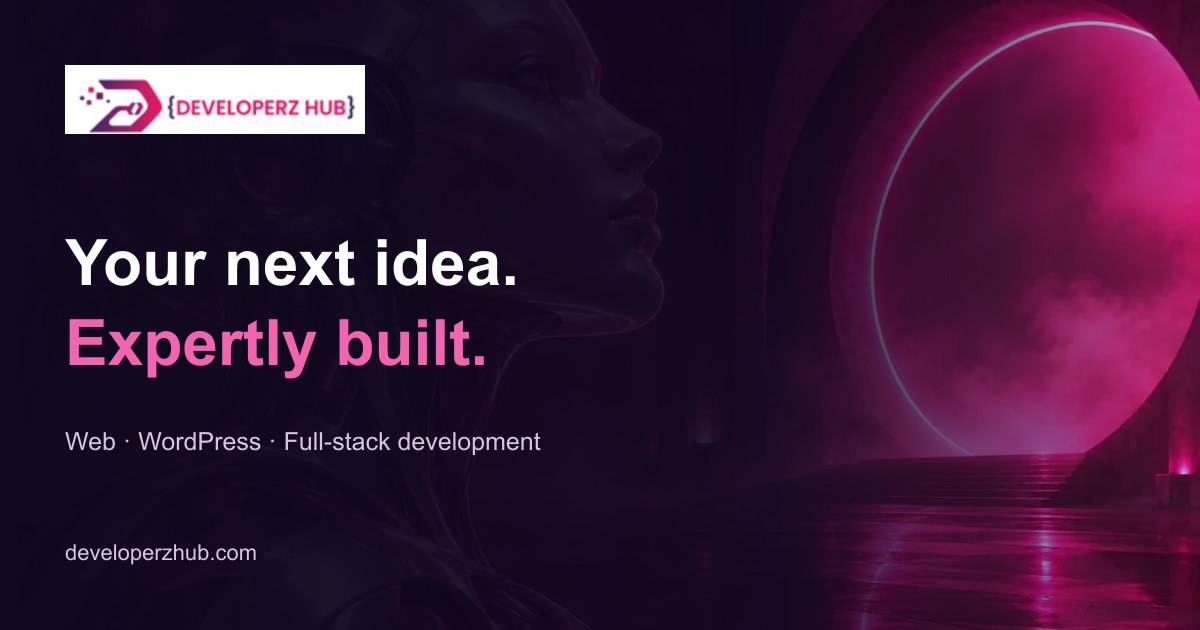 {DEVELOPERZ HUB}
Your next idea.
Expertly built.
Web · WordPress · Full-stack development
developerzhub.com